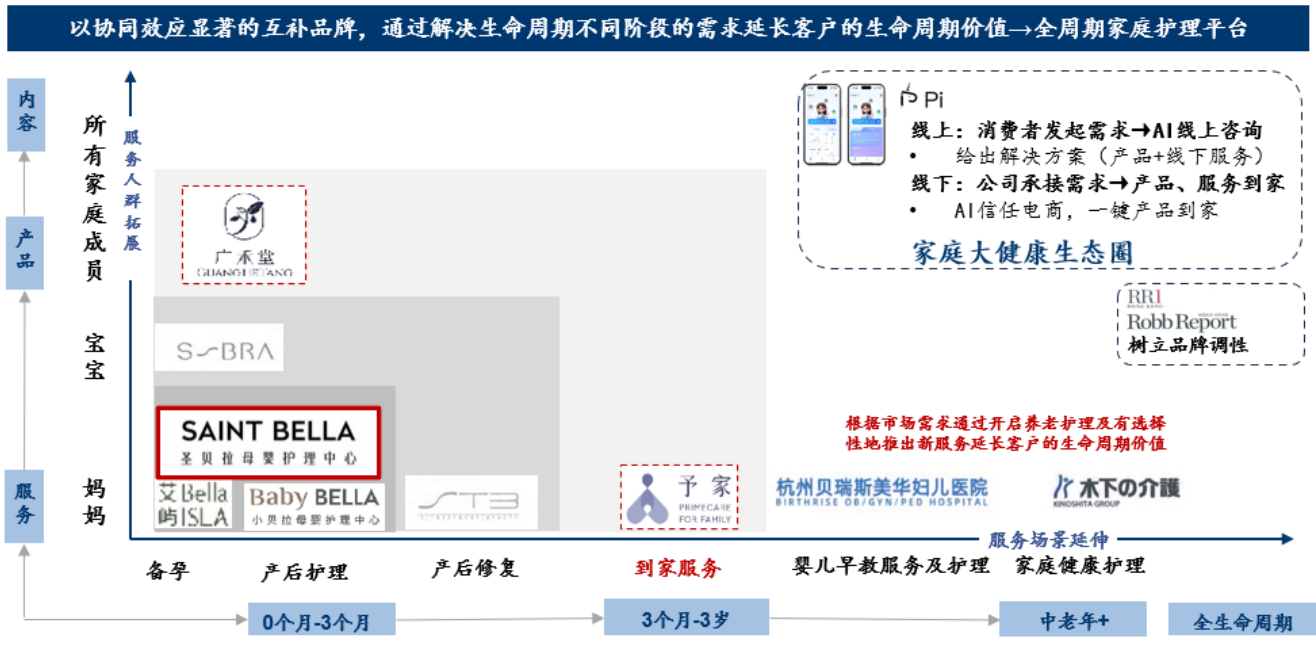 以协同效应显著的互补品牌，通过解决生命周期不同阶段的需求延长客户的生命周期价值→全周期家庭护理平台
内容
产品
服务
所有家庭成员
宝宝
妈妈
服务人群拓展
Pi
线上：消费者发起需求→AI线上咨询
• 给出解决方案（产品+线下服务）
线下：公司承接需求→产品、服务到家
• AI信任电商，一键产品到家
家庭大健康生态圈
RR1
HONG KONG
Robb Report
树立品牌调性
广禾堂
GUANGHETANG
SAINT BELLA
圣贝拉母婴护理中心
艾Bella
屿ISLA
Baby BELLA
小贝拉母婴护理中心
予家
PRIMECARE
FOR FAMILY
根据市场需求通过开启养老护理及有选择
性地推出新服务延长客户的生命周期价值
杭州贝瑞斯美华妇儿医院
BIRTHRISE OB/GYN/PED HOSPITAL
木下の介護
KINOSHITA GROUP
服务场景延伸
备孕
产后护理
产后修复
到家服务
婴儿早教服务及护理
家庭健康护理
0个月-3个月
3个月-3岁
中老年+
全生命周期